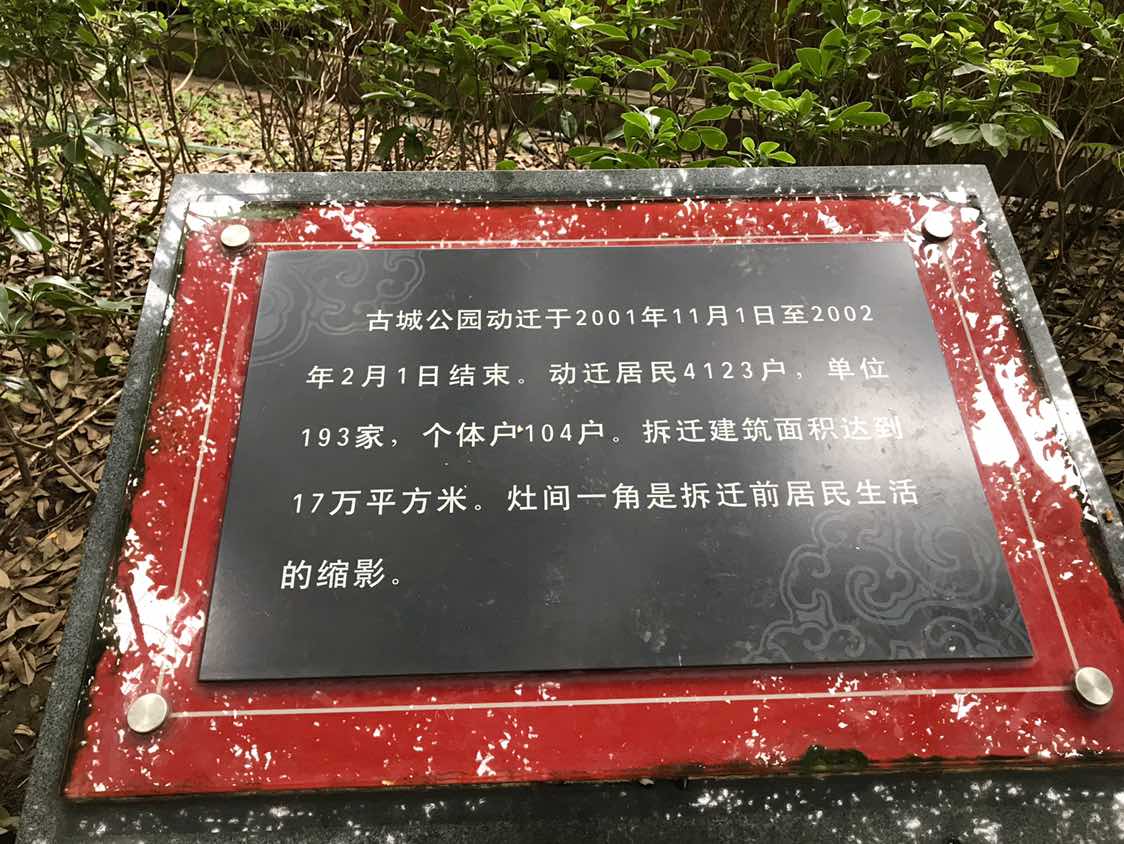 古城公园动迁于2001年11月1日至2002
年2月1日结束。动迁居民4123户，单位
193家，个体户104户。拆迁建筑面积达到
17万平方米。灶间一角是拆迁前居民生活
的缩影。